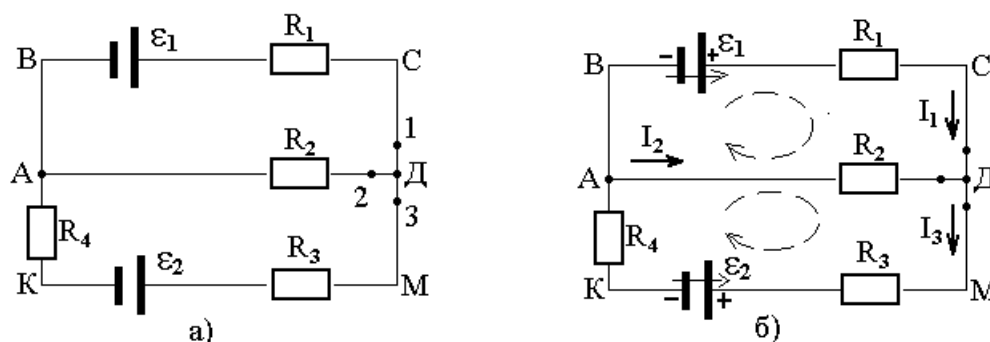 B ε₁ R₁ C
1
A R₂ Д
2 3
R₄ ε₂ R₃
К М
а)
B - + ε₁ R₁ C
I₁
I₂ R₂
A Д
R₄ ε₂ R₃ I₃
К - + М
б)